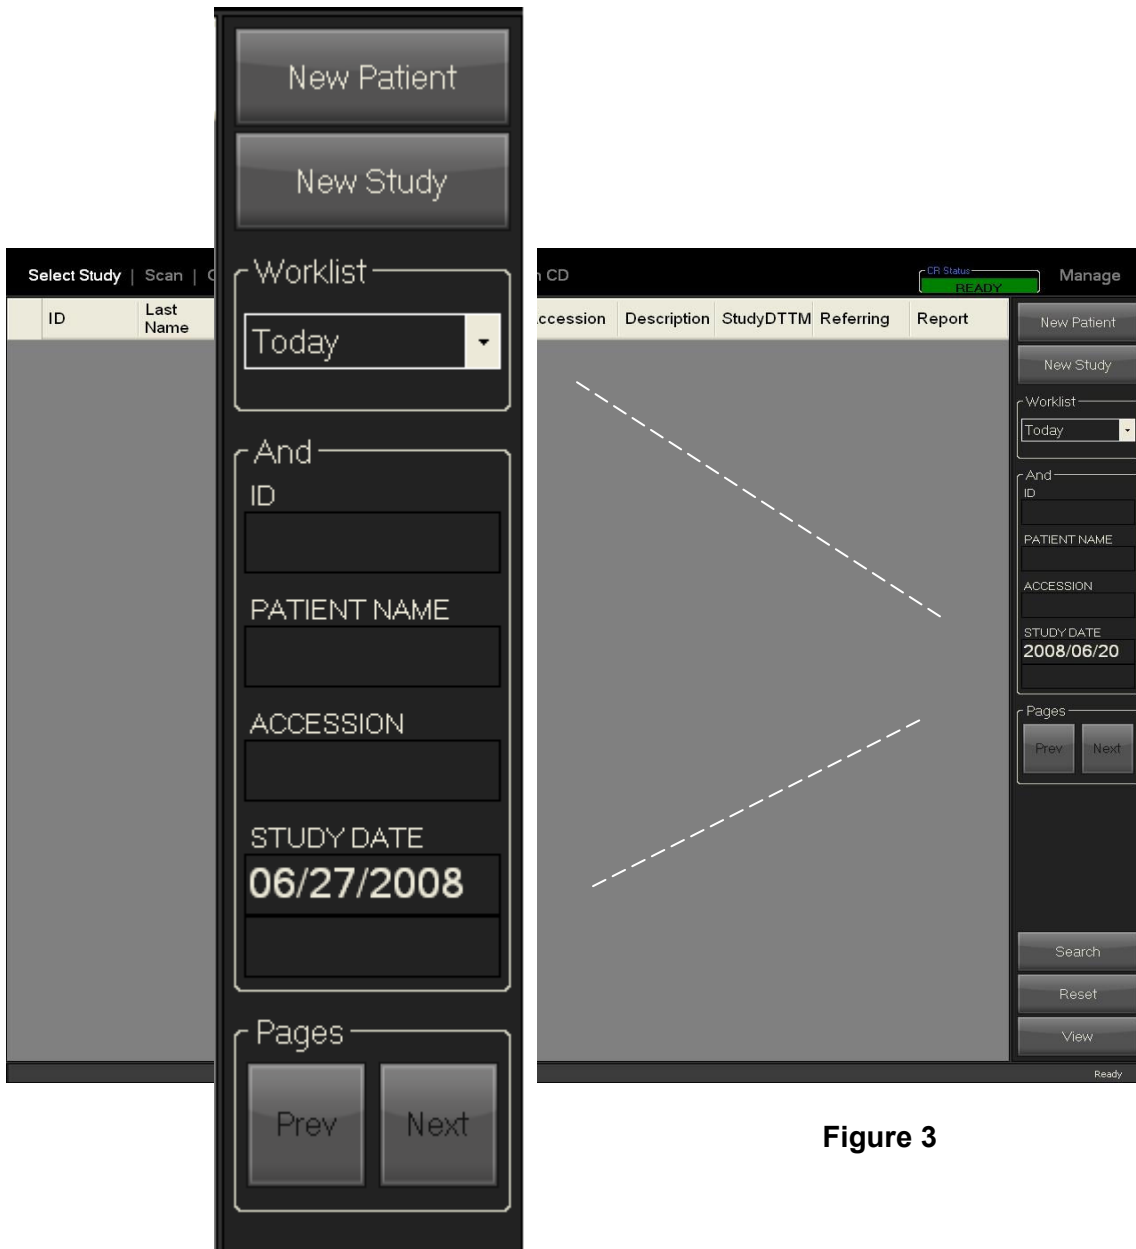 New Patient
New Study
Worklist
Today
And
ID
PATIENT NAME
ACCESSION
STUDY DATE
06/27/2008
Pages
Prev
Next
Select Study | Scan |
CD
CR Status
READY
Manage
ID
Last
Name
Description
StudyDTTM
Referring
Report
New Patient
New Study
Worklist
Today
And
ID
PATIENT NAME
ACCESSION
STUDY DATE
2008/06/20
Pages
Prev
Next
Search
Reset
View
Ready
Figure 3